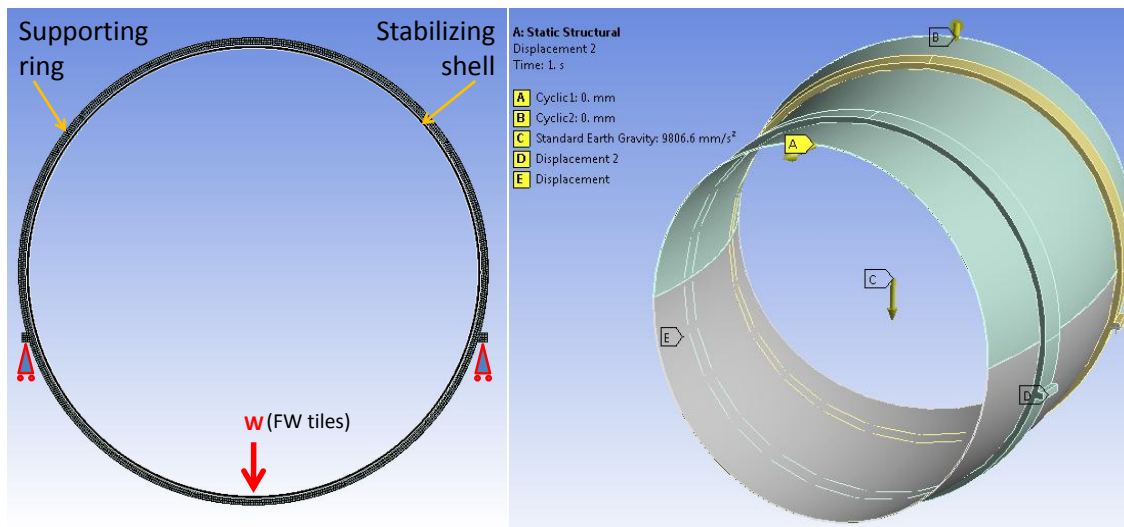 Supporting
ring
Stabilizing
shell
W (FW tiles)
A: Static Structural
Displacement 2
Time: 1. s
A Cyclic1: 0. mm
B Cyclic2: 0. mm
C Standard Earth Gravity: 9806.6 mm/s²
D Displacement 2
E Displacement
B
A
C
E
D